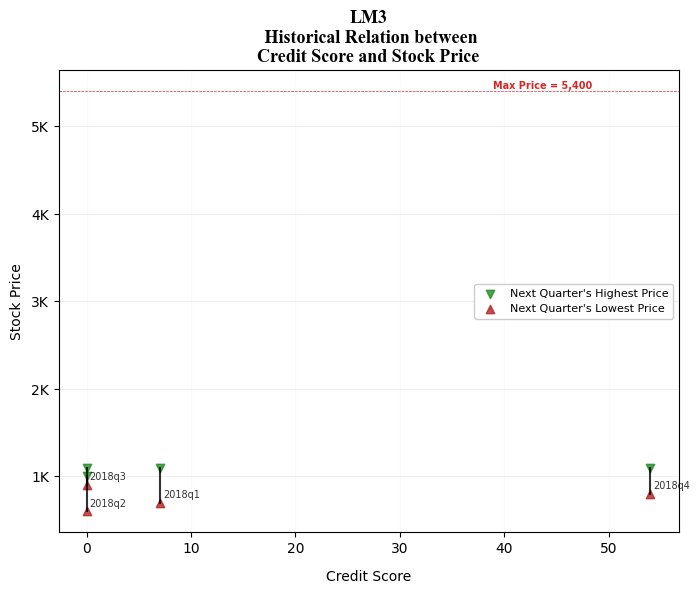 LM3
Historical Relation between
Credit Score and Stock Price
Max Price = 5,400
5K
4K
3K
2K
1K
Stock Price
Next Quarter's Highest Price
Next Quarter's Lowest Price
2018q3
2018q2
2018q1
2018q4
0
10
20
30
40
50
Credit Score